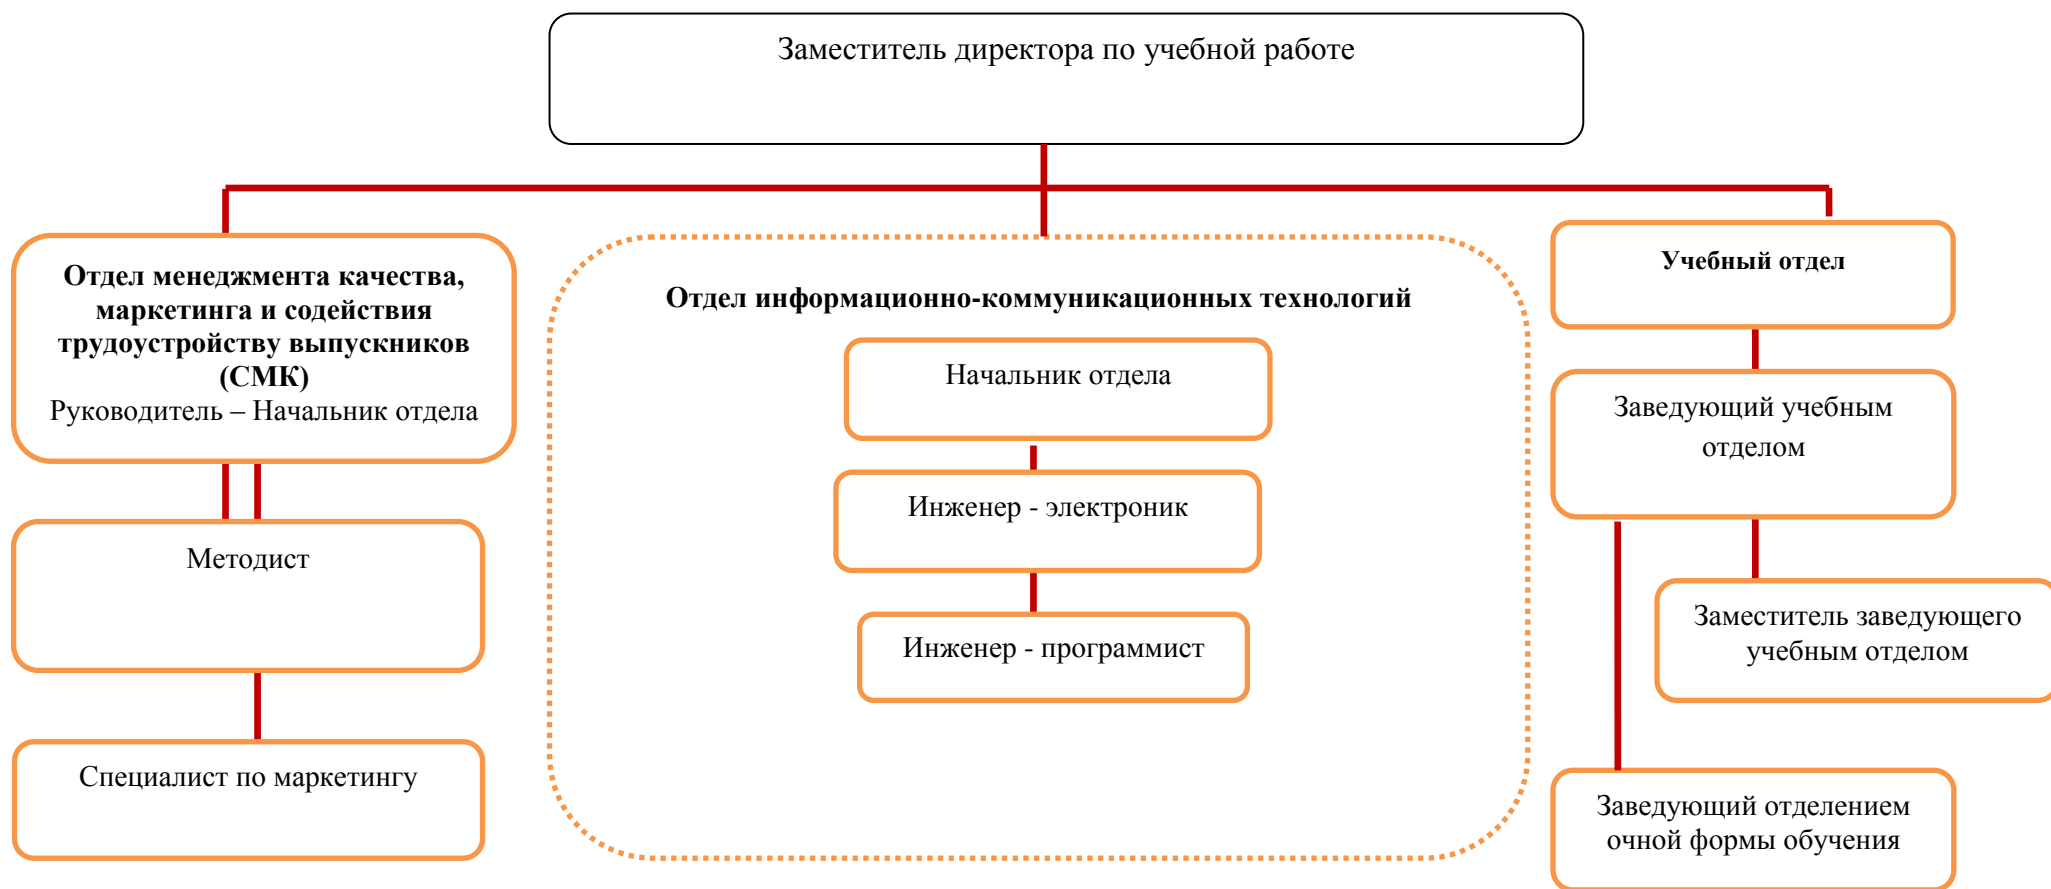 Заместитель директора по учебной работе
Отдел менеджмента качества,
маркетинга и содействия
трудоустройству выпускников
(СМК)
Руководитель – Начальник отдела
Методист
Специалист по маркетингу
Отдел информационно-коммуникационных технологий
Начальник отдела
Инженер - электроник
Инженер - программист
Учебный отдел
Заведующий учебным
отделом
Заместитель заведующего
учебным отделом
Заведующий отделением
очной формы обучения